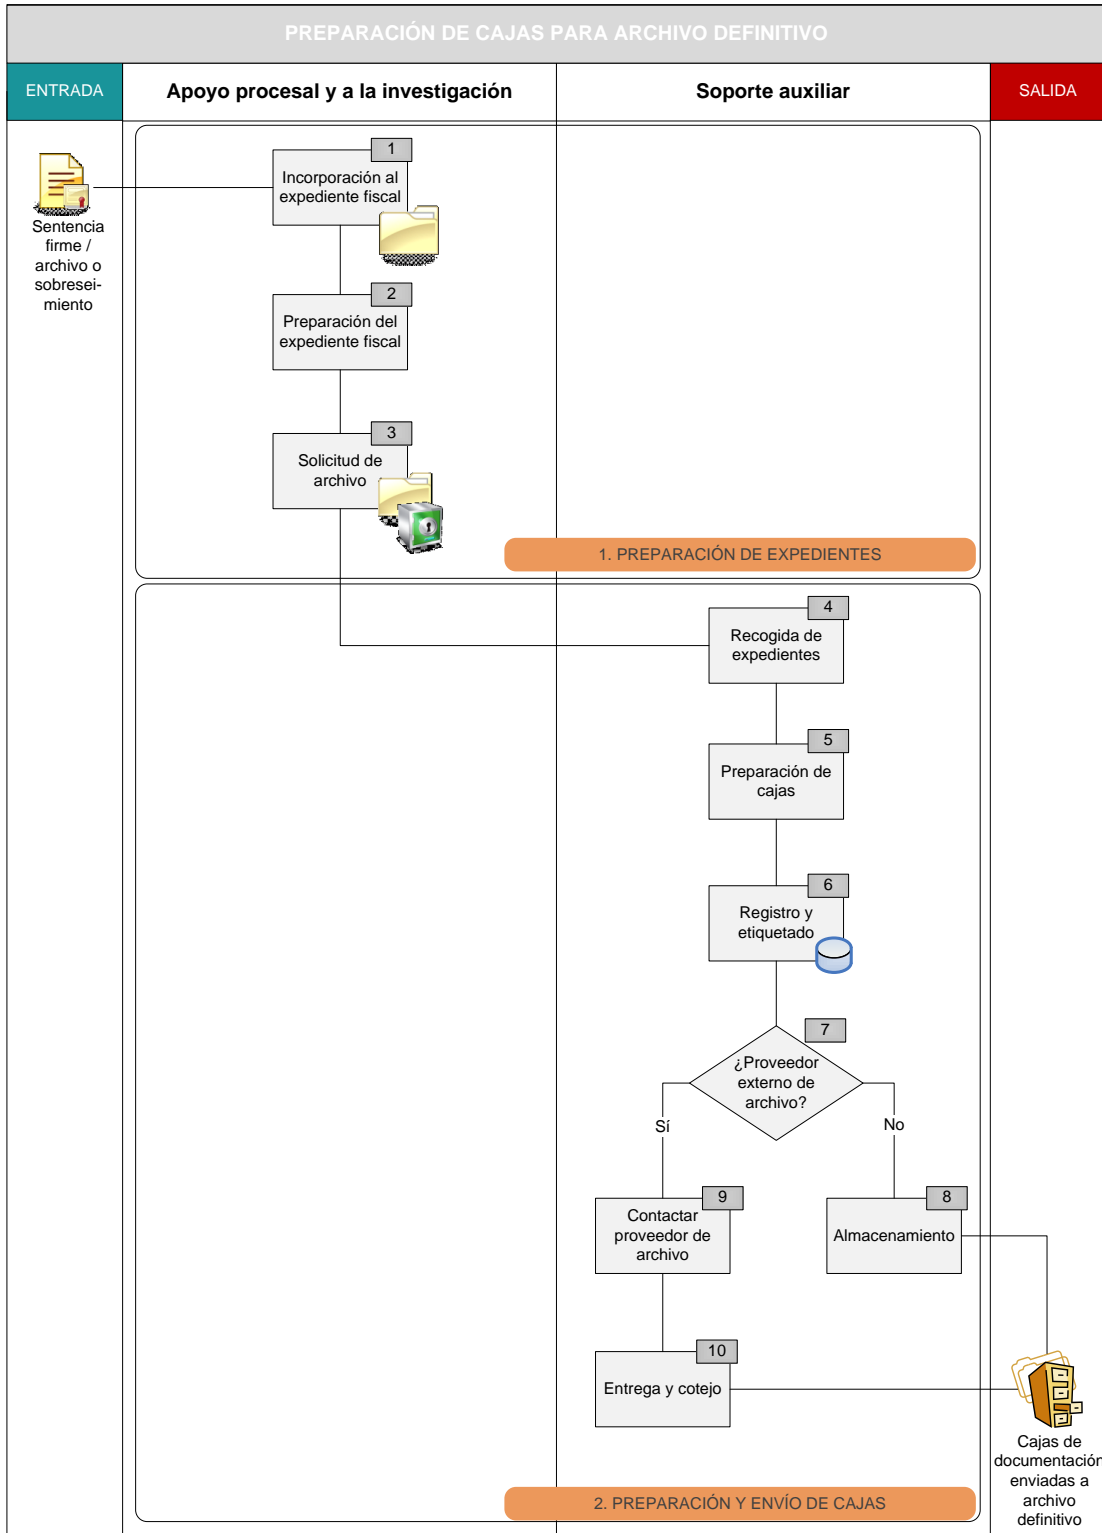 PREPARACIÓN DE CAJAS PARA ARCHIVO DEFINITIVO
ENTRADA
Apoyo procesal y a la investigación
Soporte auxiliar
SALIDA
Sentencia
firme /
archivo o
sobresei-
miento
1
Incorporación al
expediente fiscal
2
Preparación del
expediente fiscal
3
Solicitud de
archivo
1. PREPARACIÓN DE EXPEDIENTES
4
Recogida de
expedientes
5
Preparación de
cajas
6
Registro y
etiquetado
7
¿Proveedor
externo de
archivo?
Sí
No
9
Contactar
proveedor de
archivo
8
Almacenamiento
10
Entrega y cotejo
Cajas de
documentación
enviadas a
archivo
definitivo
2. PREPARACIÓN Y ENVÍO DE CAJAS